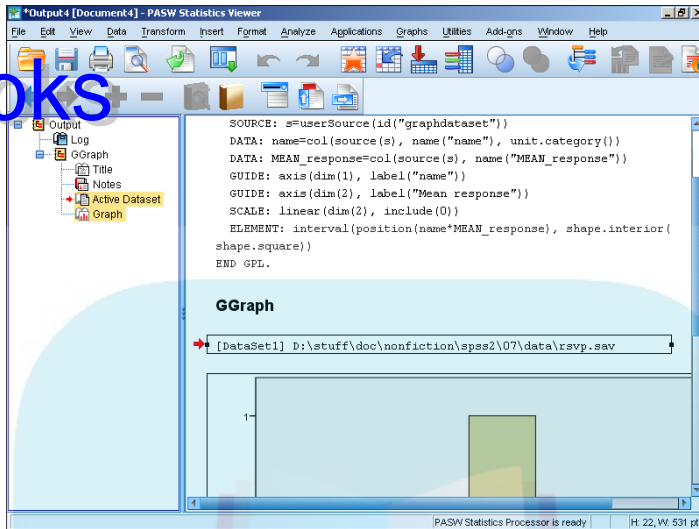 *Output4 [Document4] - PASW Statistics Viewer
File Edit View Data Transform Insert Format Analyze Applications Graphs Utilities Add-ons Window Help
oks
Output
Log
GGraph
Title
Notes
Active Dataset
Graph
SOURCE: s=userSource(id("graphdataset"))
DATA: name=col(source(s), name("name"), unit.category())
DATA: MEAN_response=col(source(s), name("MEAN_response"))
GUIDE: axis(dim(1), label("name"))
GUIDE: axis(dim(2), label("Mean response"))
SCALE: linear(dim(2), include(0))
ELEMENT: interval(position(name*MEAN_response), shape.interior(
shape.square))
END GPL.
GGraph
[DataSet1] D:\stuff\doc\nonfiction\spss2\07\data\rsvp.sav
1
PASW Statistics Processor is ready
H: 22, W: 531 pt